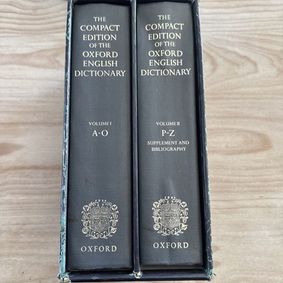 THE
COMPACT
EDITION
OF THE
OXFORD
ENGLISH
DICTIONARY
VOLUME I
A-O
OXFORD
THE
COMPACT
EDITION
OF THE
OXFORD
ENGLISH
DICTIONARY
VOLUME II
P-Z
SUPPLEMENT AND
BIBLIOGRAPHY
OXFORD